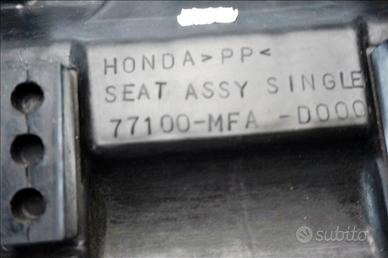 HONDA >PP<
SEAT ASSY SINGLE
77100-MFA -D000
subito